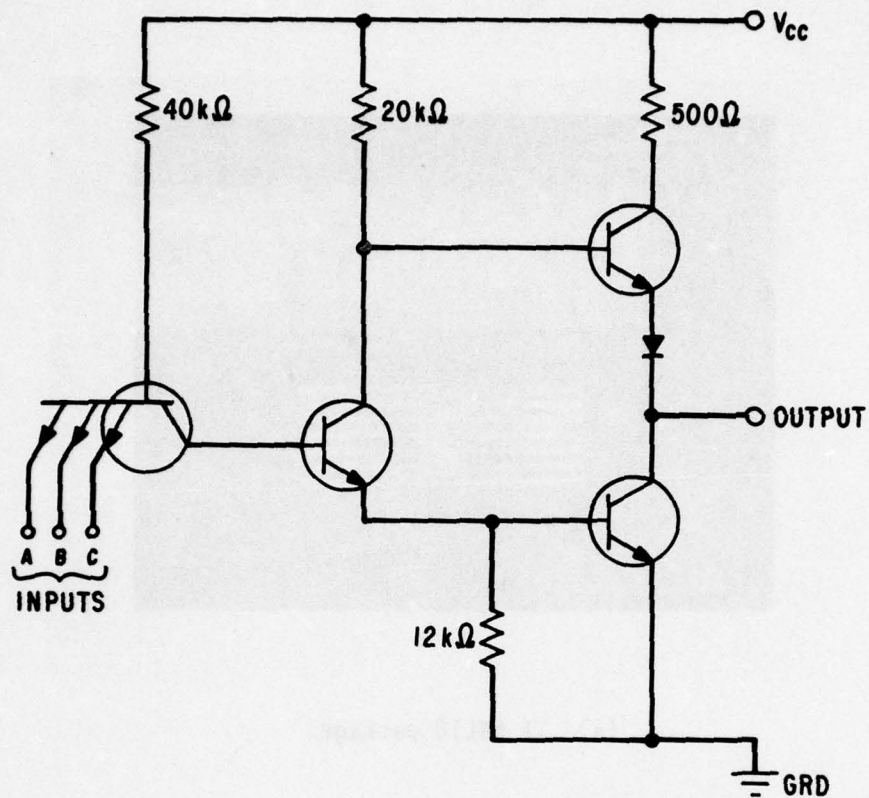 VCC
40kΩ
20kΩ
500Ω
OUTPUT
A B C
INPUTS
12kΩ
GRD